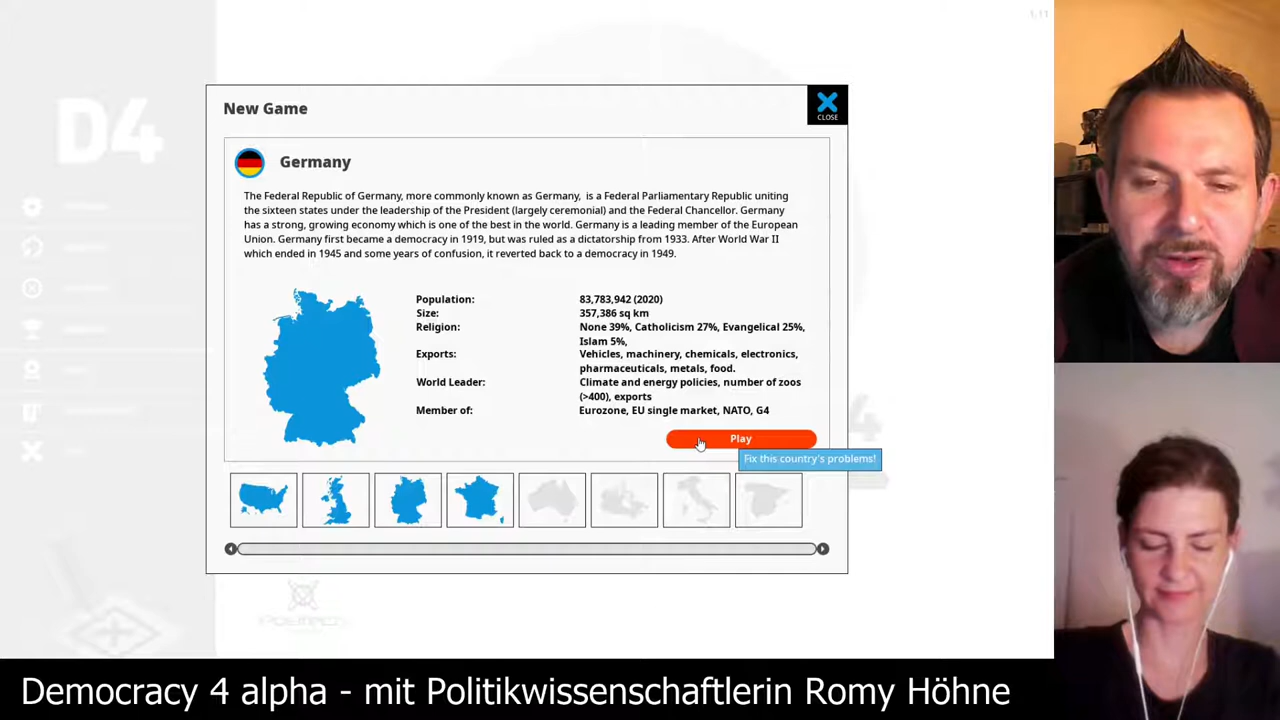 1.11
D4
New Game
CLOSE
Germany
The Federal Republic of Germany, more commonly known as Germany, is a Federal Parliamentary Republic uniting
the sixteen states under the leadership of the President (largely ceremonial) and the Federal Chancellor. Germany
has a strong, growing economy which is one of the best in the world. Germany is a leading member of the European
Union. Germany first became a democracy in 1919, but was ruled as a dictatorship from 1933. After World War II
which ended in 1945 and some years of confusion, it reverted back to a democracy in 1949.
Population: 83,783,942 (2020)
Size: 357,386 sq km
Religion: None 39%, Catholicism 27%, Evangelical 25%,
Islam 5%,
Exports: Vehicles, machinery, chemicals, electronics,
pharmaceuticals, metals, food.
World Leader: Climate and energy policies, number of zoos
(>400), exports
Member of: Eurozone, EU single market, NATO, G4
Play
Fix this country's problems!
Democracy 4 alpha - mit Politikwissenschaftlerin Romy Höhne